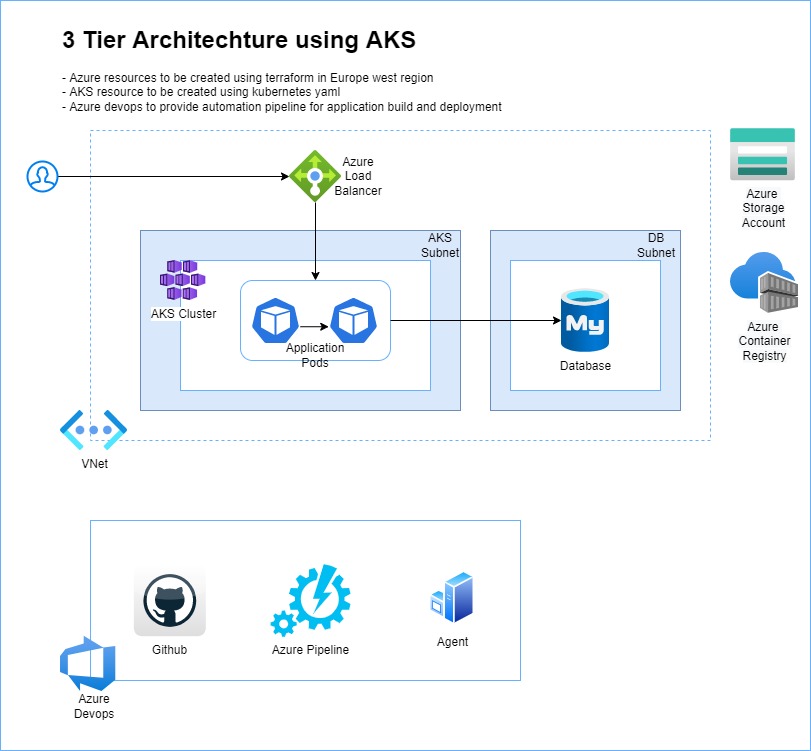 3 Tier Architechture using AKS
- Azure resources to be created using terraform in Europe west region
- AKS resource to be created using kubernetes yaml
- Azure devops to provide automation pipeline for application build and deployment
Azure
Load
Balancer
Azure
Storage
Account
AKS
Subnet
DB
Subnet
AKS Cluster
My
Application
Pods
Database
Azure
Container
Registry
VNet
Github
Azure Pipeline
Agent
Azure
Devops